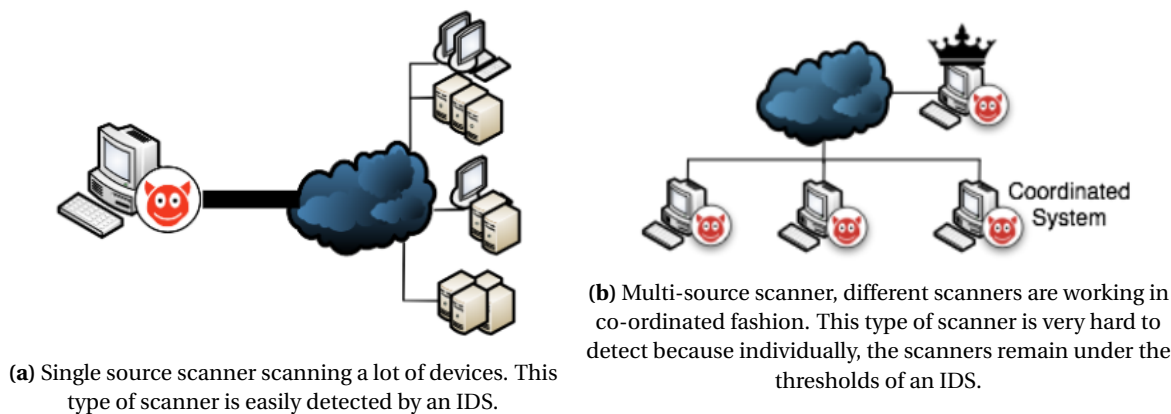 Coordinated
System
(a) Single source scanner scanning a lot of devices. This
type of scanner is easily detected by an IDS.
(b) Multi-source scanner, different scanners are working in
co-ordinated fashion. This type of scanner is very hard to
detect because individually, the scanners remain under the
thresholds of an IDS.